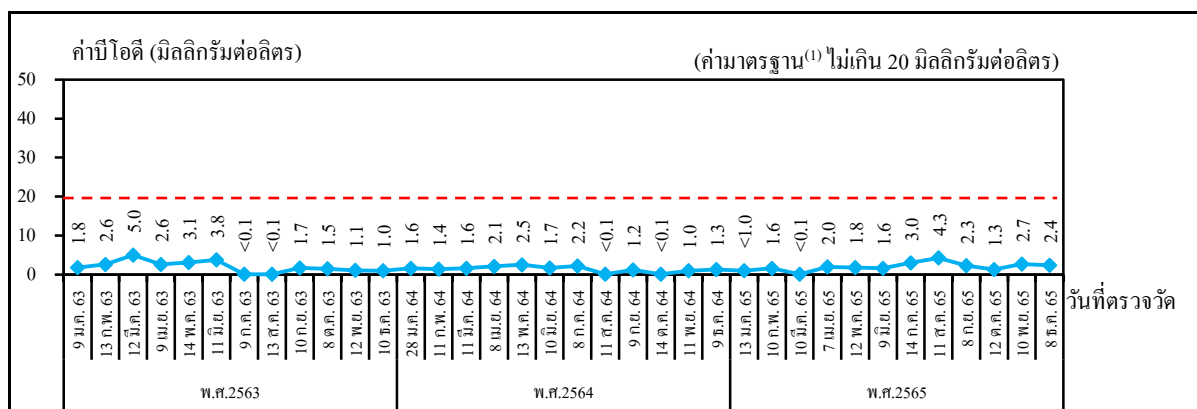 ค่าบีโอดี (มิลลิกรัมต่อลิตร)
(ค่ามาตรฐาน⁽¹⁾ ไม่เกิน 20 มิลลิกรัมต่อลิตร)
50
40
30
20
10
0
1.8 2.6 5.0 2.6 3.1 3.8 <0.1 <0.1 1.7 1.5 1.1 1.0 1.6 1.4 1.6 2.1 2.5 1.7 2.2 <0.1 1.2 <0.1 1.0 1.3 <1.0 1.6 <0.1 2.0 1.8 1.6 3.0 4.3 2.3 1.3 2.7 2.4
วันที่ตรวจวัด
9 ม.ค. 63
13 ก.พ. 63
12 มี.ค. 63
9 เม.ย. 63
14 พ.ค. 63
11 มิ.ย. 63
9 ก.ค. 63
13 ส.ค. 63
10 ก.ย. 63
8 ต.ค. 63
12 พ.ย. 63
10 ธ.ค. 63
28 ม.ค. 64
11 ก.พ. 64
11 มี.ค. 64
8 เม.ย. 64
13 พ.ค. 64
10 มิ.ย. 64
8 ก.ค. 64
11 ส.ค. 64
9 ก.ย. 64
14 ต.ค. 64
11 พ.ย. 64
9 ธ.ค. 64
13 ม.ค. 65
10 ก.พ. 65
10 มี.ค. 65
7 เม.ย. 65
12 พ.ค. 65
9 มิ.ย. 65
14 ก.ค. 65
11 ส.ค. 65
8 ก.ย. 65
12 ต.ค. 65
10 พ.ย. 65
8 ธ.ค. 65
พ.ศ.2563
พ.ศ.2564
พ.ศ.2565